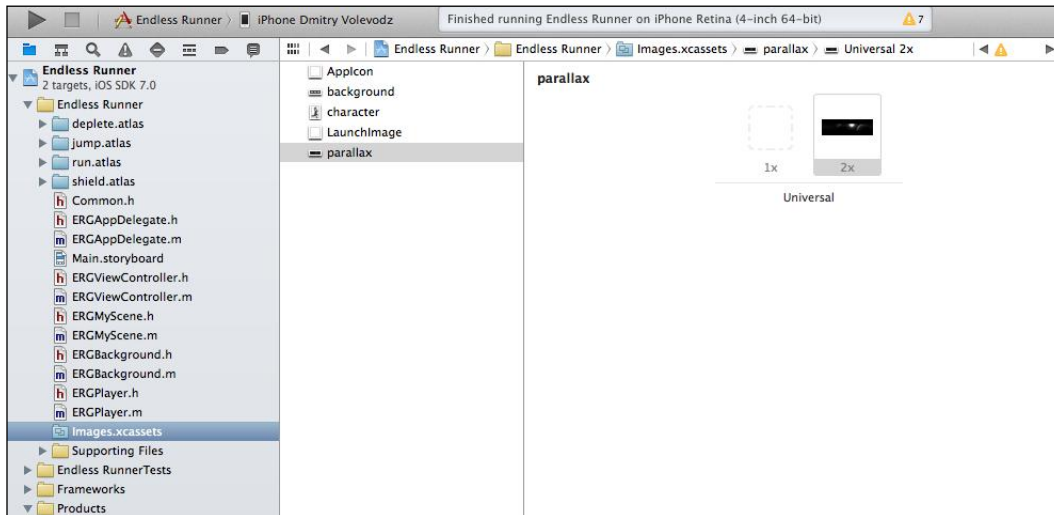 Endless Runner
iPhone Dmitry Volevodz
Finished running Endless Runner on iPhone Retina (4-inch 64-bit)
7
Endless Runner
Endless Runner
Images.xcassets
parallax
Universal 2x
Endless Runner
2 targets, iOS SDK 7.0
Endless Runner
deplete.atlas
jump.atlas
run.atlas
shield.atlas
h Common.h
h ERGAppDelegate.h
m ERGAppDelegate.m
Main.storyboard
h ERGViewController.h
m ERGViewController.m
h ERGMyScene.h
m ERGMyScene.m
h ERGBackground.h
m ERGBackground.m
h ERGPlayer.h
m ERGPlayer.m
Images.xcassets
Supporting Files
Endless RunnerTests
Frameworks
Products
AppIcon
background
character
LaunchImage
parallax
parallax
1x
2x
Universal